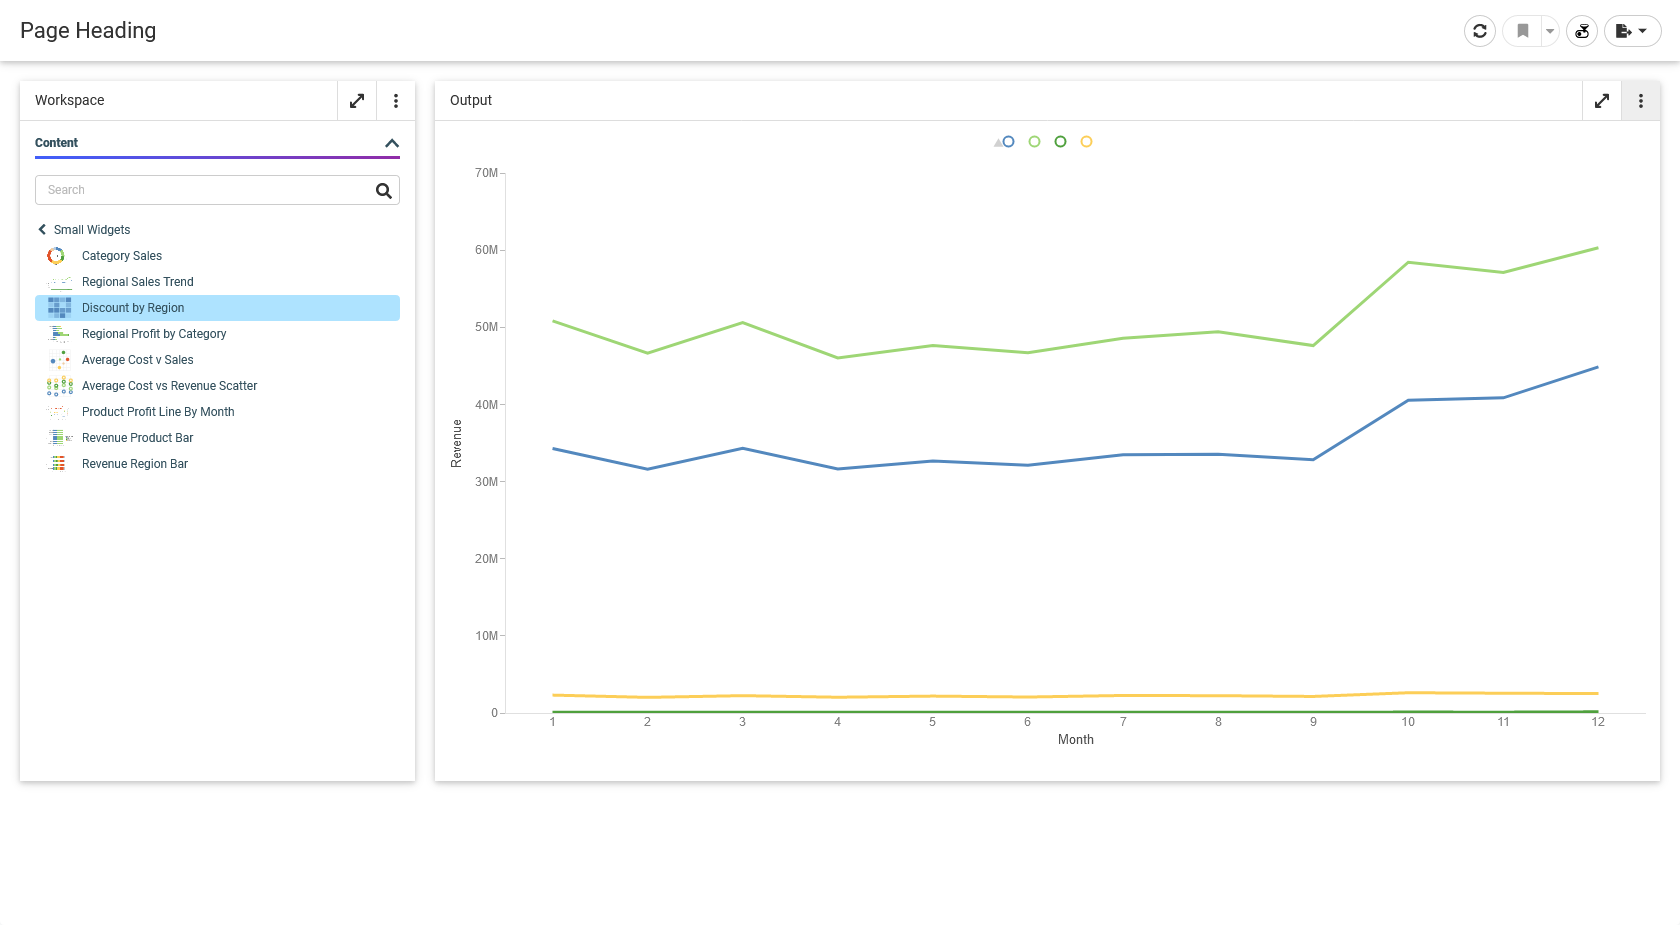 Page Heading
Workspace
Content
Search
Small Widgets
Category Sales
Regional Sales Trend
Discount by Region
Regional Profit by Category
Average Cost v Sales
Average Cost vs Revenue Scatter
Product Profit Line By Month
Revenue Product Bar
Revenue Region Bar
Output
70M
60M
50M
40M
30M
20M
10M
0
Revenue
1 2 3 4 5 6 7 8 9 10 11 12
Month